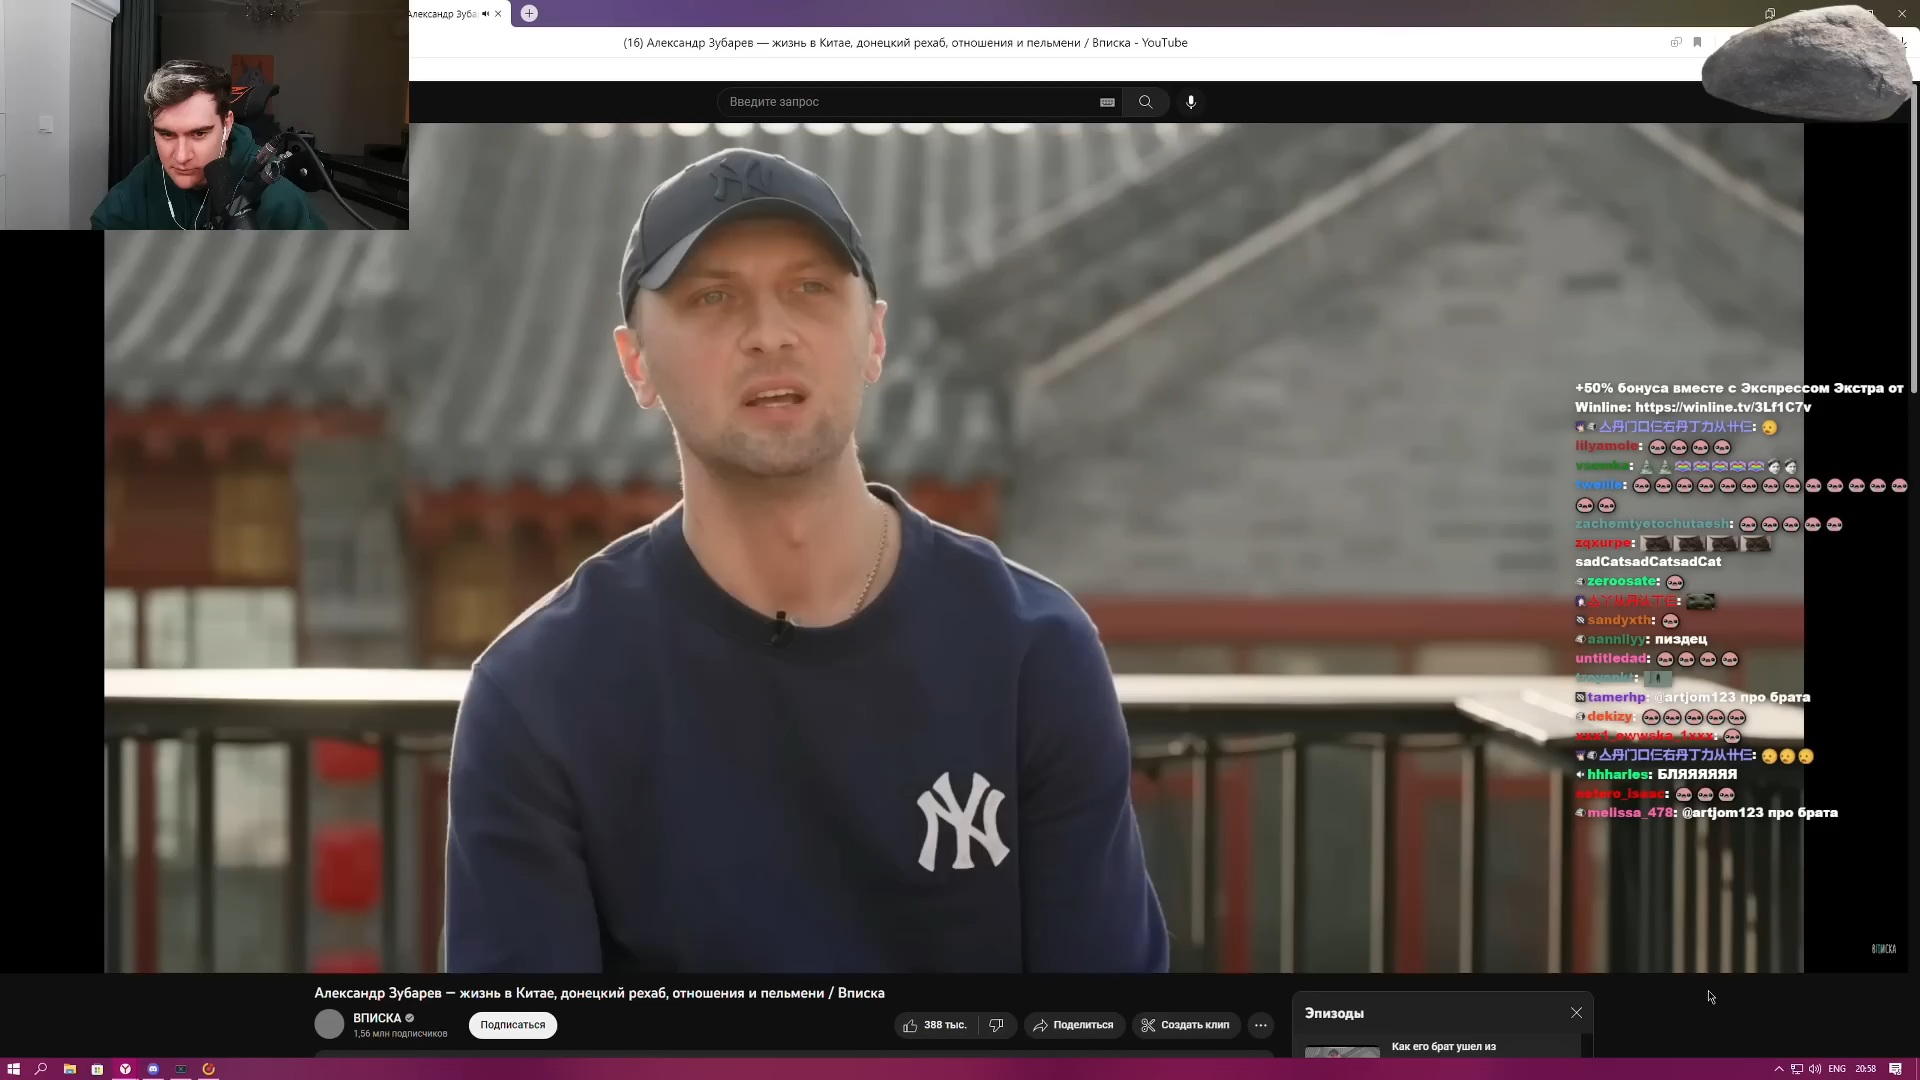 Александр Зуба
(16) Александр Зубарев — жизнь в Китае, донецкий рехаб, отношения и пельмени / Вписка - YouTube
Введите запрос
+50% бонуса вместе с Экспрессом Экстра от
Winline: https://winline.tv/3Lf1C7v
lilyamole:
zachemtyetochutaesh:
zqxurpe:
sadCatsadCatsadCat
zeroosate:
sandyxth:
aannilyy: пиздец
untitledad:
tamerhp: @artjom123 про брата
dekizy:
hhharles: БЛЯЯЯЯЯЯ
netero_isaac:
melissa_478: @artjom123 про брата
NY
NY
ВПИСКА
Александр Зубарев — жизнь в Китае, донецкий рехаб, отношения и пельмени / Вписка
ВПИСКА
1,56 млн подписчиков
Подписаться
388 тыс.
Поделиться
Создать клип
Эпизоды
Как его брат ушел из
ENG
20:58